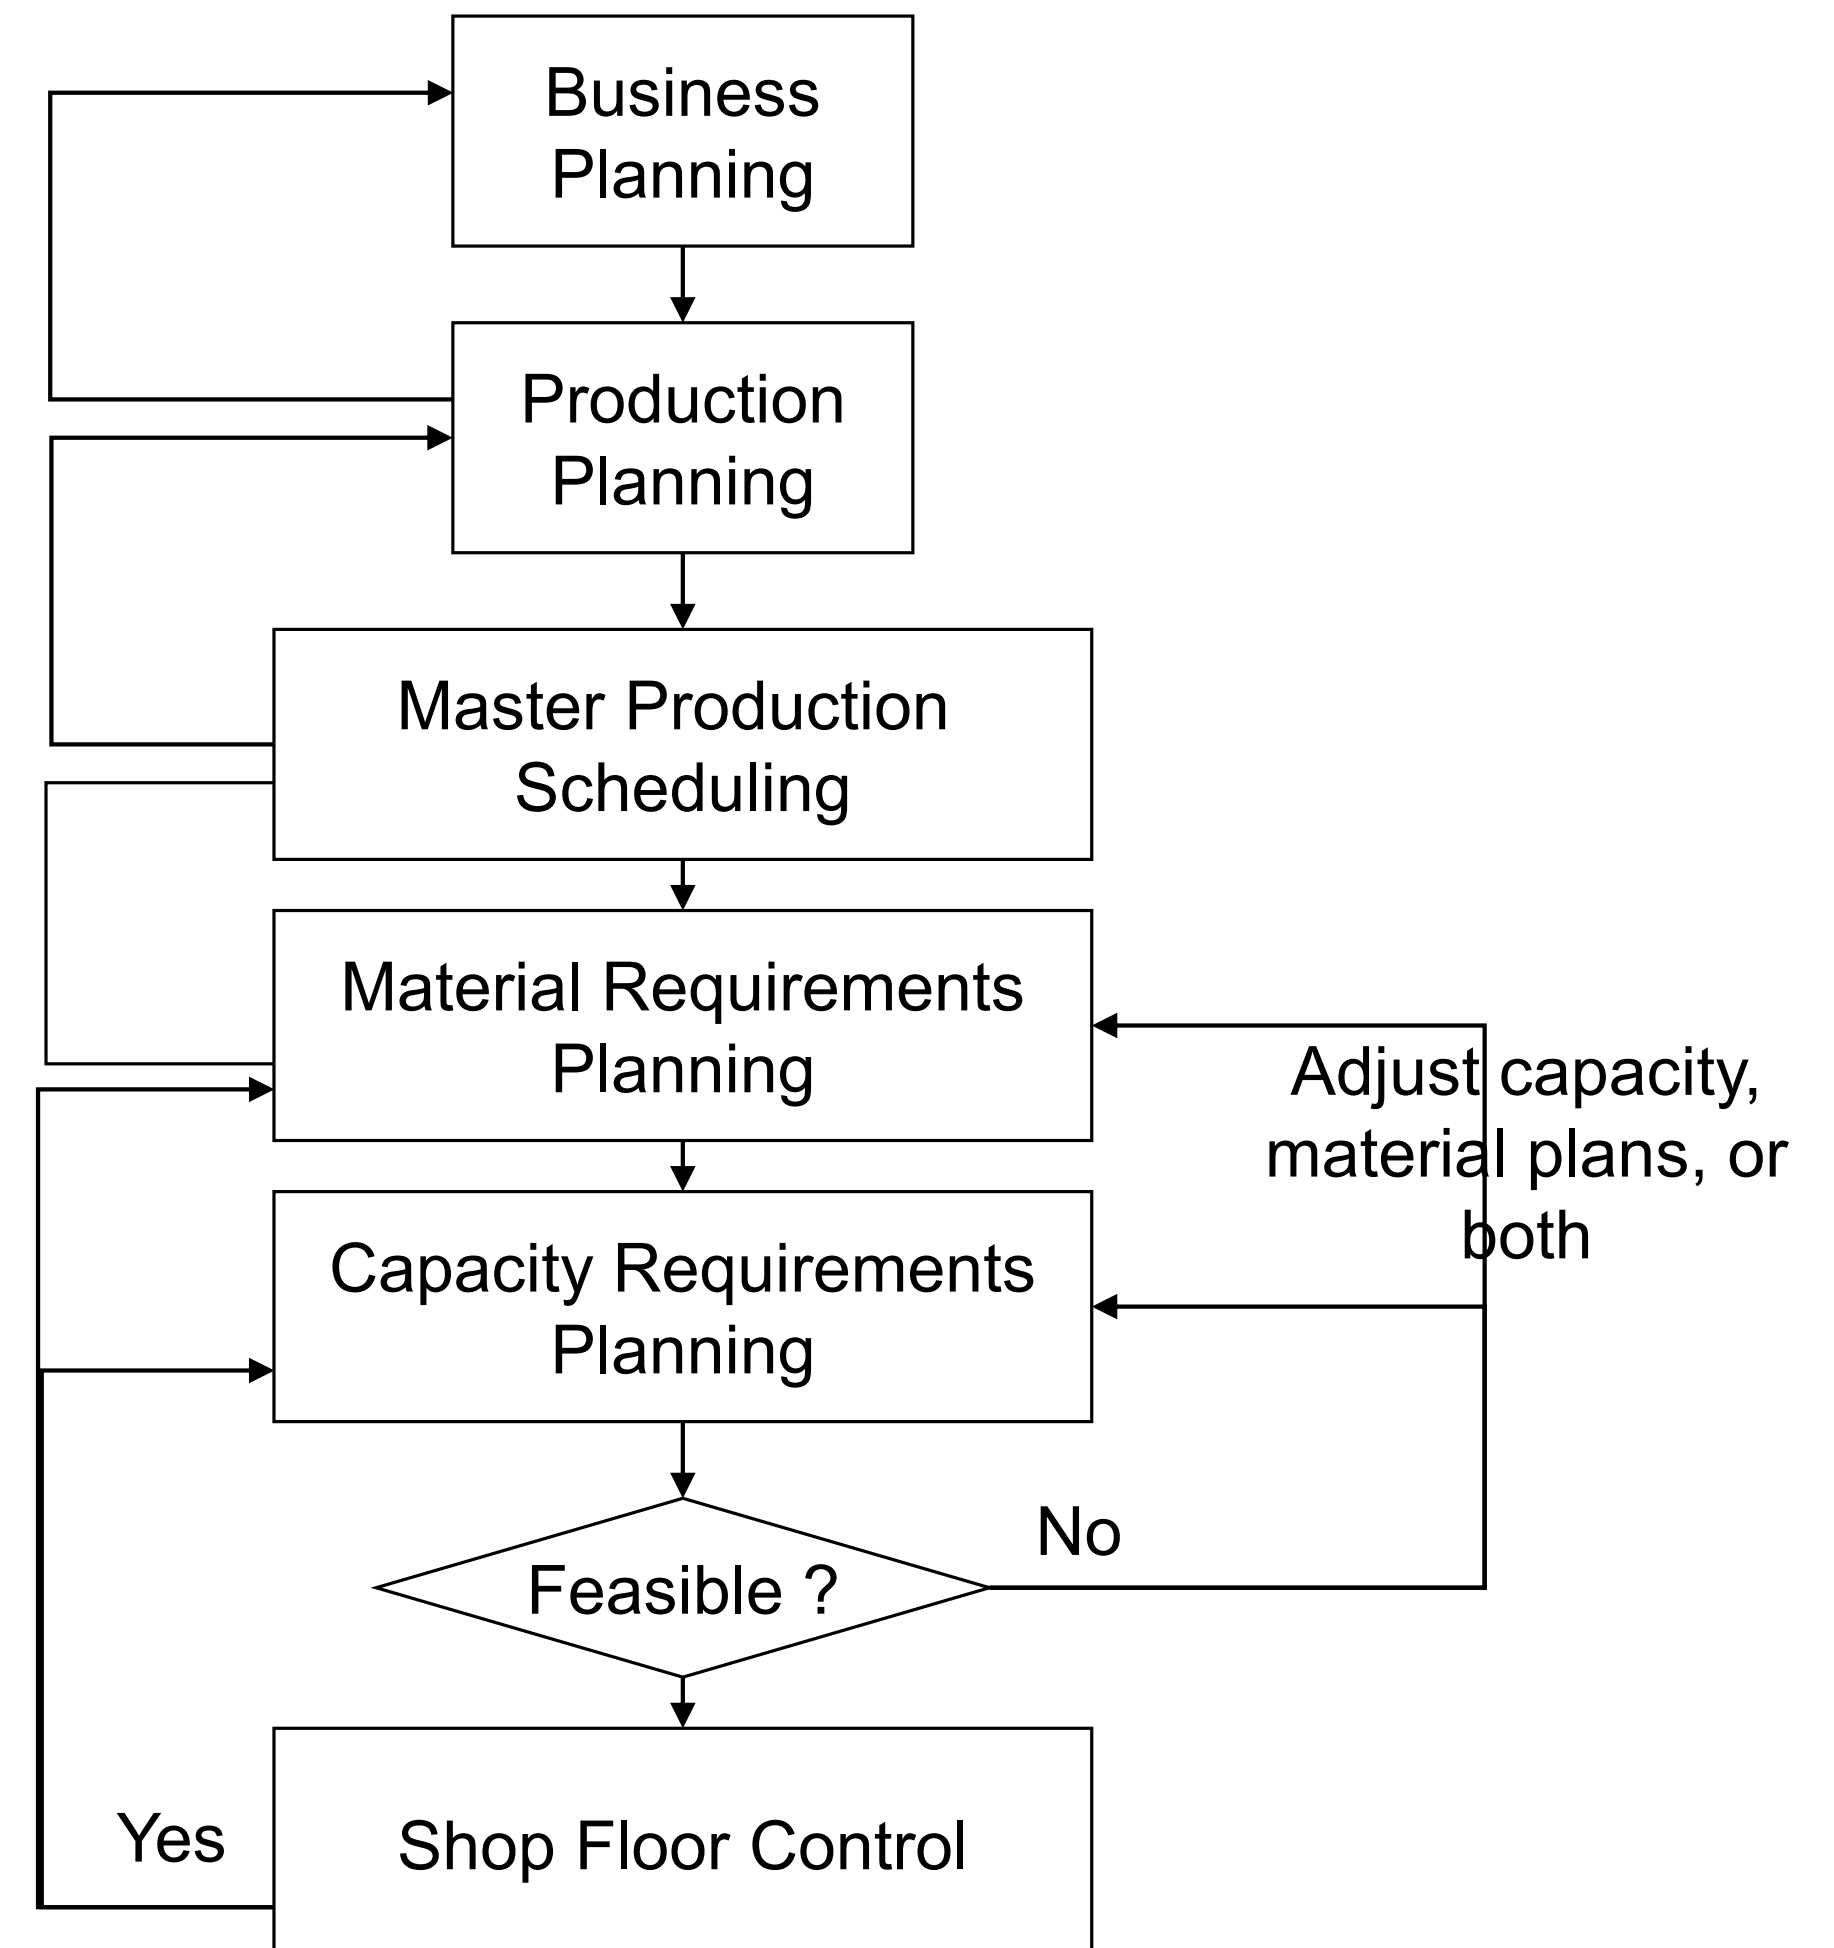 Business
Planning
Production
Planning
Master Production
Scheduling
Material Requirements
Planning
Adjust capacity,
material plans, or
both
Capacity Requirements
Planning
No
Feasible ?
Yes
Shop Floor Control